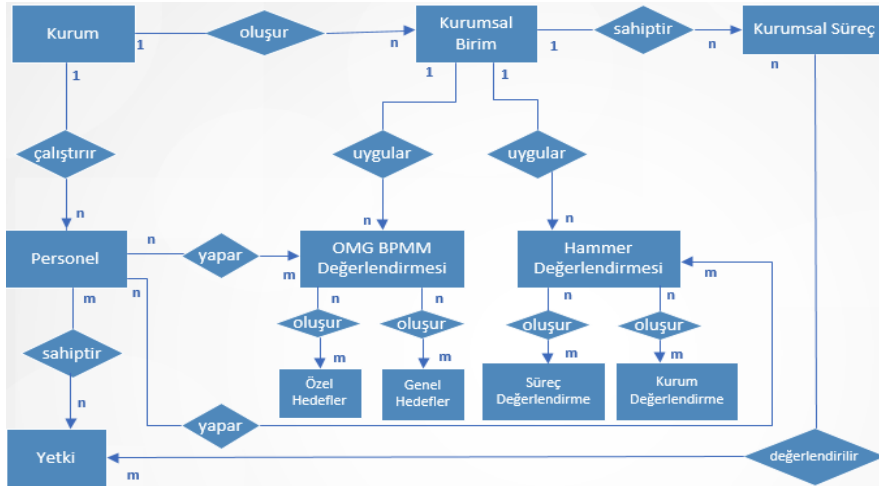 Kurum
1
oluşur
n
Kurumsal
Birim
1
sahiptir
n
Kurumsal Süreç
1
1
1
n
çalıştırır
uygular
uygular
n
n
n
Personel
n
yapar
m
OMG BPMM
Değerlendirmesi
Hammer
Değerlendirmesi
m
m
n
n
n
n
n
oluşur
oluşur
oluşur
oluşur
sahiptir
m
m
m
m
Özel
Hedefler
Genel
Hedefler
Süreç
Değerlendirme
Kurum
Değerlendirme
n
yapar
Yetki
m
değerlendirilir